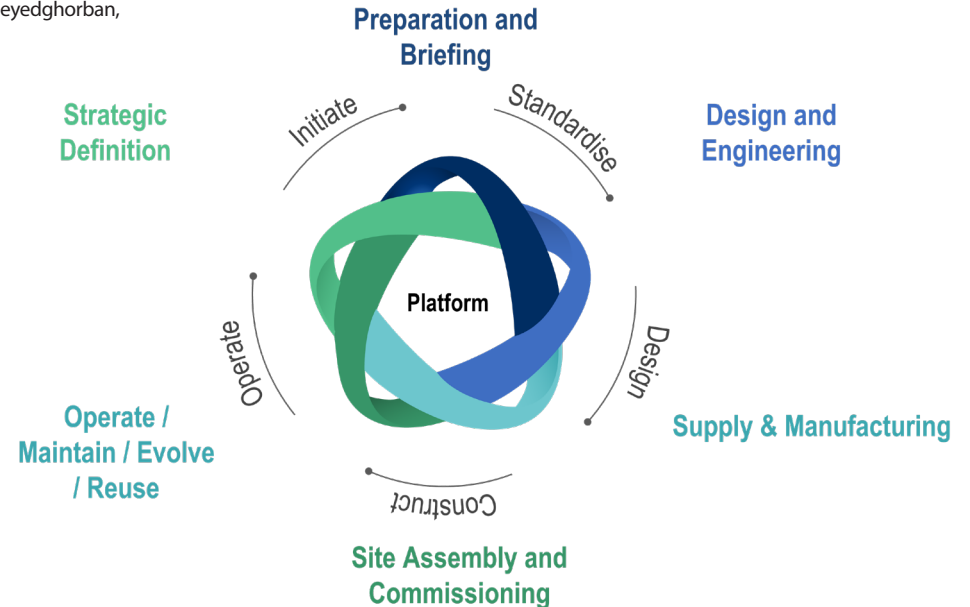 eyedghorban,
Preparation and
Briefing
Strategic
Definition
Initiate
Standardise
Design and
Engineering
Platform
Operate
Design
Operate /
Maintain / Evolve
/ Reuse
Supply & Manufacturing
Construct
Site Assembly and
Commissioning